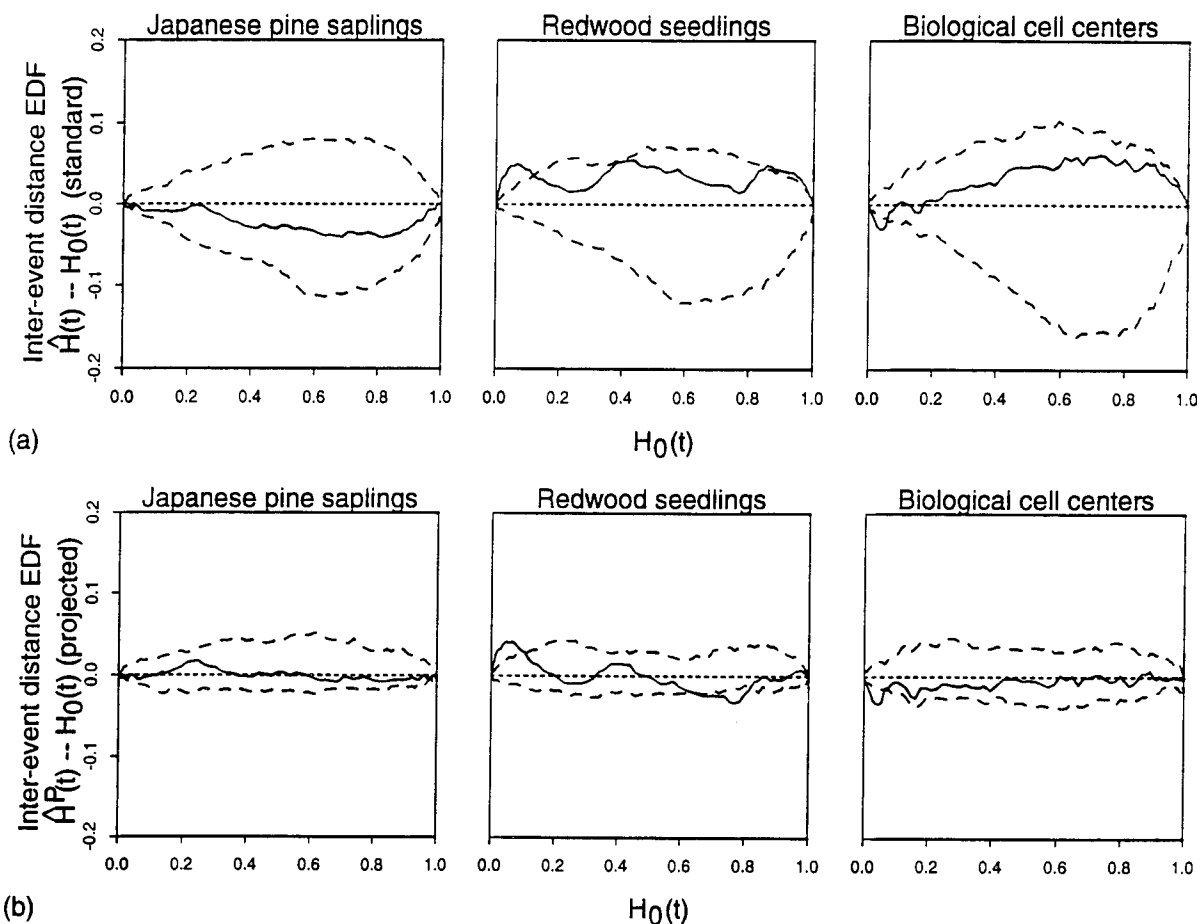 Japanese pine saplings
Redwood seedlings
Biological cell centers
Inter-event distance EDF
Ĥ(t) -- H0(t) (standard)
0.2
0.1
0.0
-0.1
-0.2
0.0 0.2 0.4 0.6 0.8 1.0
0.0 0.2 0.4 0.6 0.8 1.0
0.0 0.2 0.4 0.6 0.8 1.0
(a)
H0(t)
Japanese pine saplings
Redwood seedlings
Biological cell centers
Inter-event distance EDF
ĤP(t) -- H0(t) (projected)
0.2
0.1
0.0
-0.1
-0.2
0.0 0.2 0.4 0.6 0.8 1.0
0.0 0.2 0.4 0.6 0.8 1.0
0.0 0.2 0.4 0.6 0.8 1.0
(b)
H0(t)